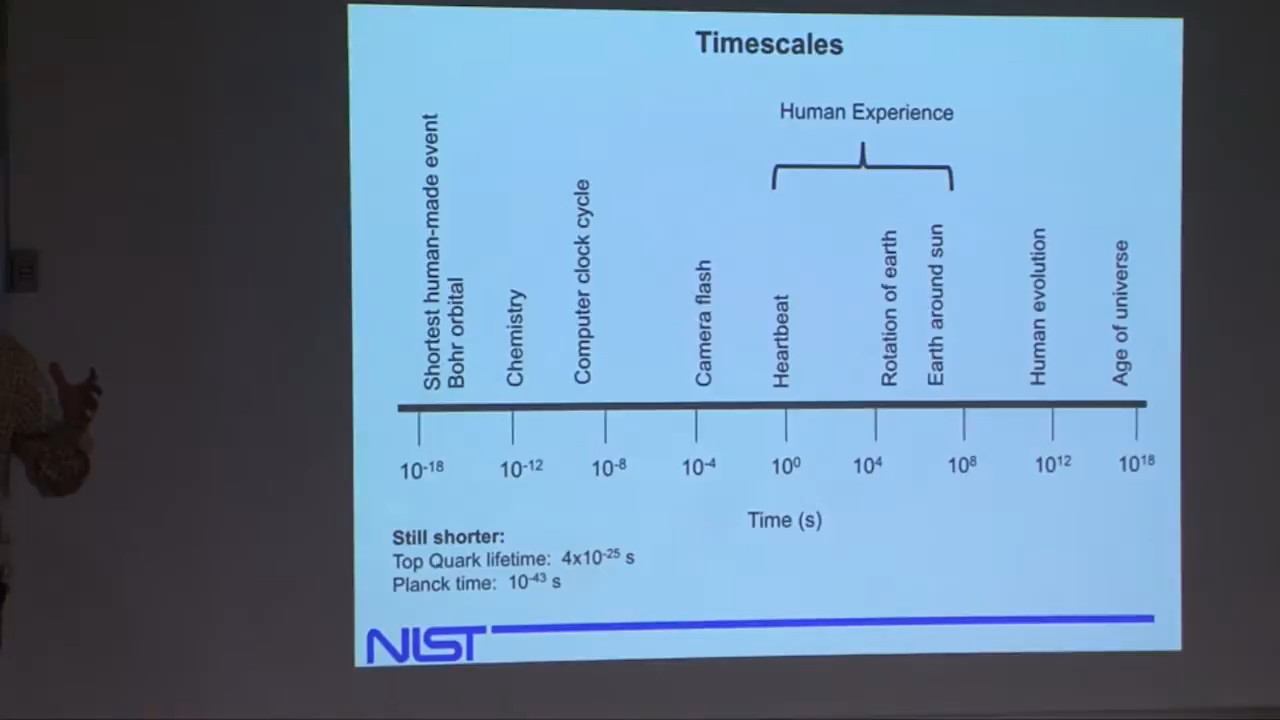 Timescales
Human Experience
Shortest human-made event
Bohr orbital
Chemistry
Computer clock cycle
Camera flash
Heartbeat
Rotation of earth
Earth around sun
Human evolution
Age of universe
10⁻¹⁸ 10⁻¹² 10⁻⁸ 10⁻⁴ 10⁰ 10⁴ 10⁸ 10¹² 10¹⁸
Time (s)
Still shorter:
Top Quark lifetime: 4x10⁻²⁵ s
Planck time: 10⁻⁴³ s
NIST